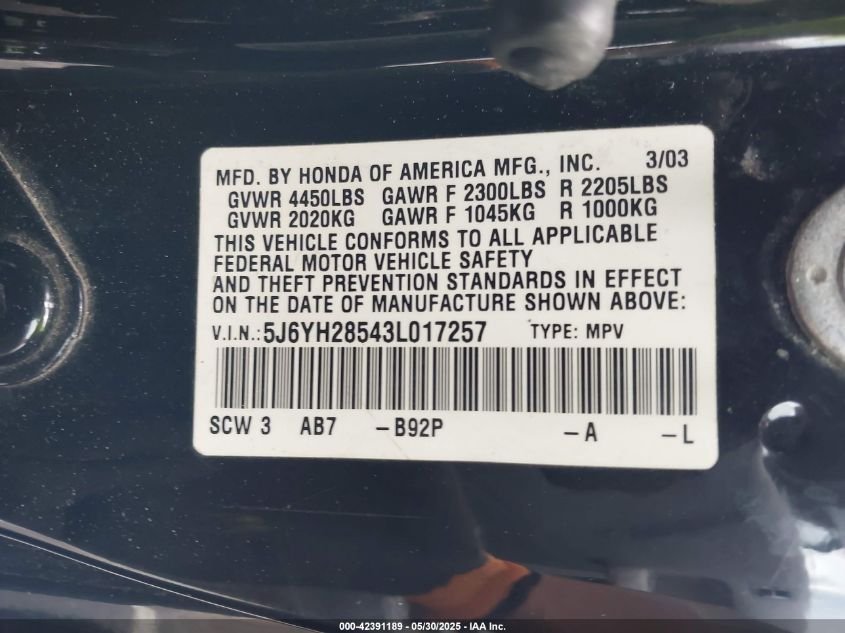 MFD. BY HONDA OF AMERICA MFG., INC. 3/03
GVWR 4450LBS GAWR F 2300LBS R 2205LBS
GVWR 2020KG GAWR F 1045KG R 1000KG
THIS VEHICLE CONFORMS TO ALL APPLICABLE
FEDERAL MOTOR VEHICLE SAFETY
AND THEFT PREVENTION STANDARDS IN EFFECT
ON THE DATE OF MANUFACTURE SHOWN ABOVE:
V.I.N.: 5J6YH28543L017257 TYPE: MPV
SCW 3 AB7 -B92P -A -L
000-42391189 - 05/30/2025 - IAA Inc.